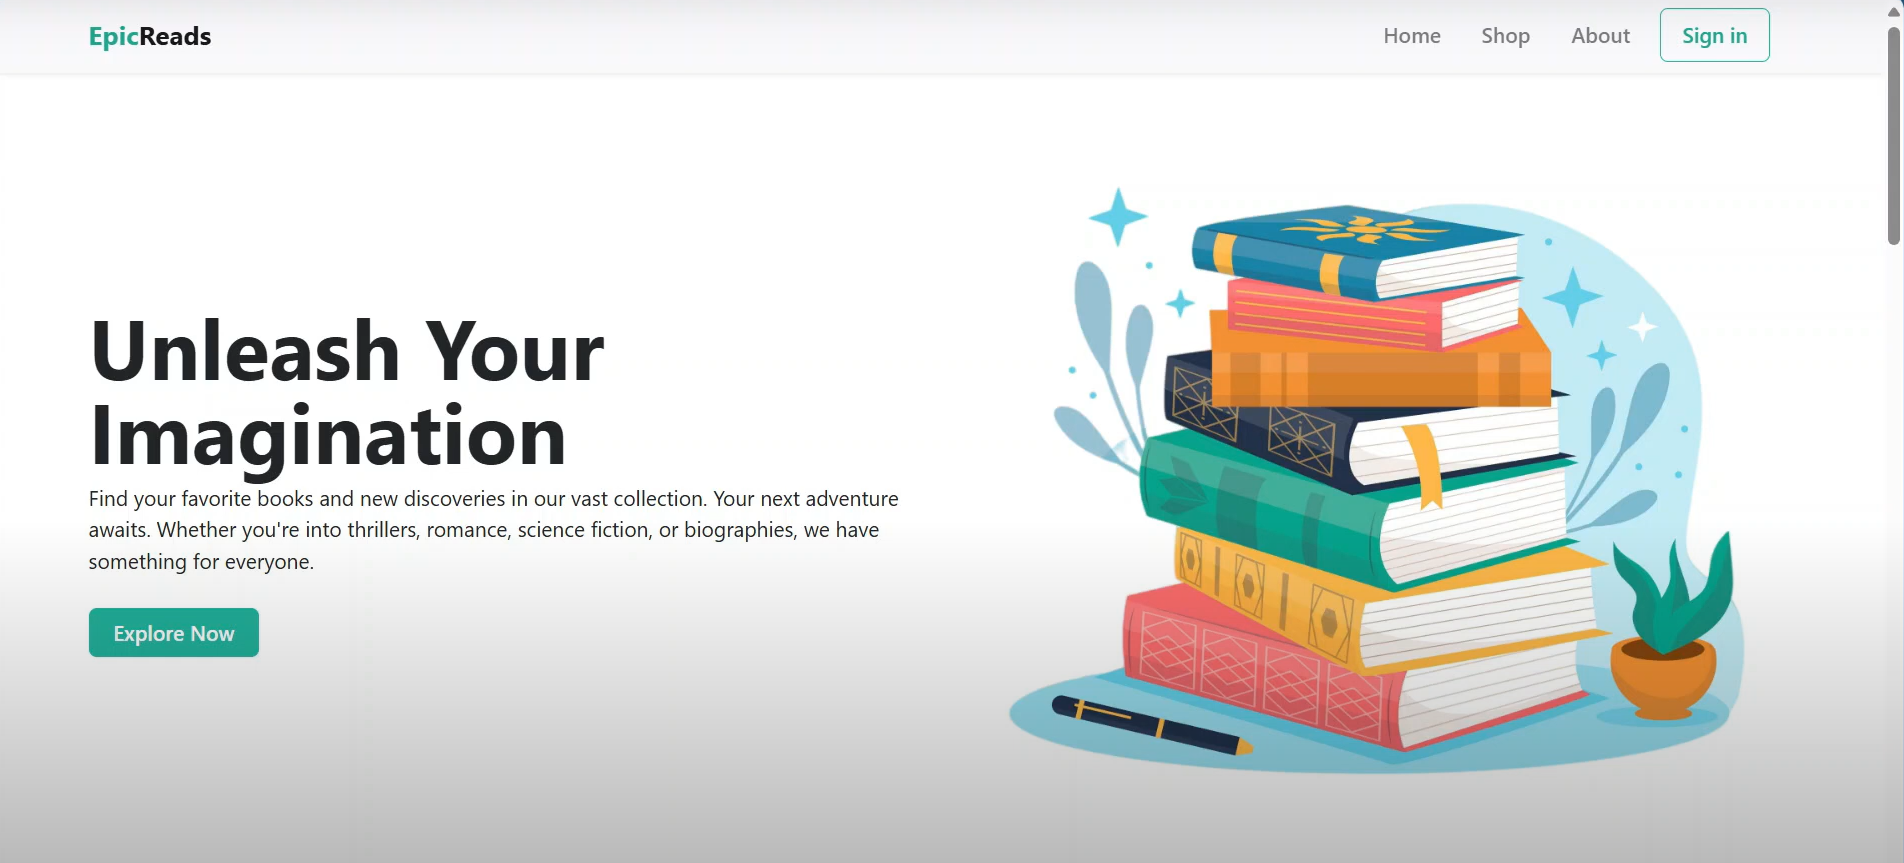 EpicReads
Home
Shop
About
Sign in
Unleash Your
Imagination
Find your favorite books and new discoveries in our vast collection. Your next adventure
awaits. Whether you're into thrillers, romance, science fiction, or biographies, we have
something for everyone.
Explore Now